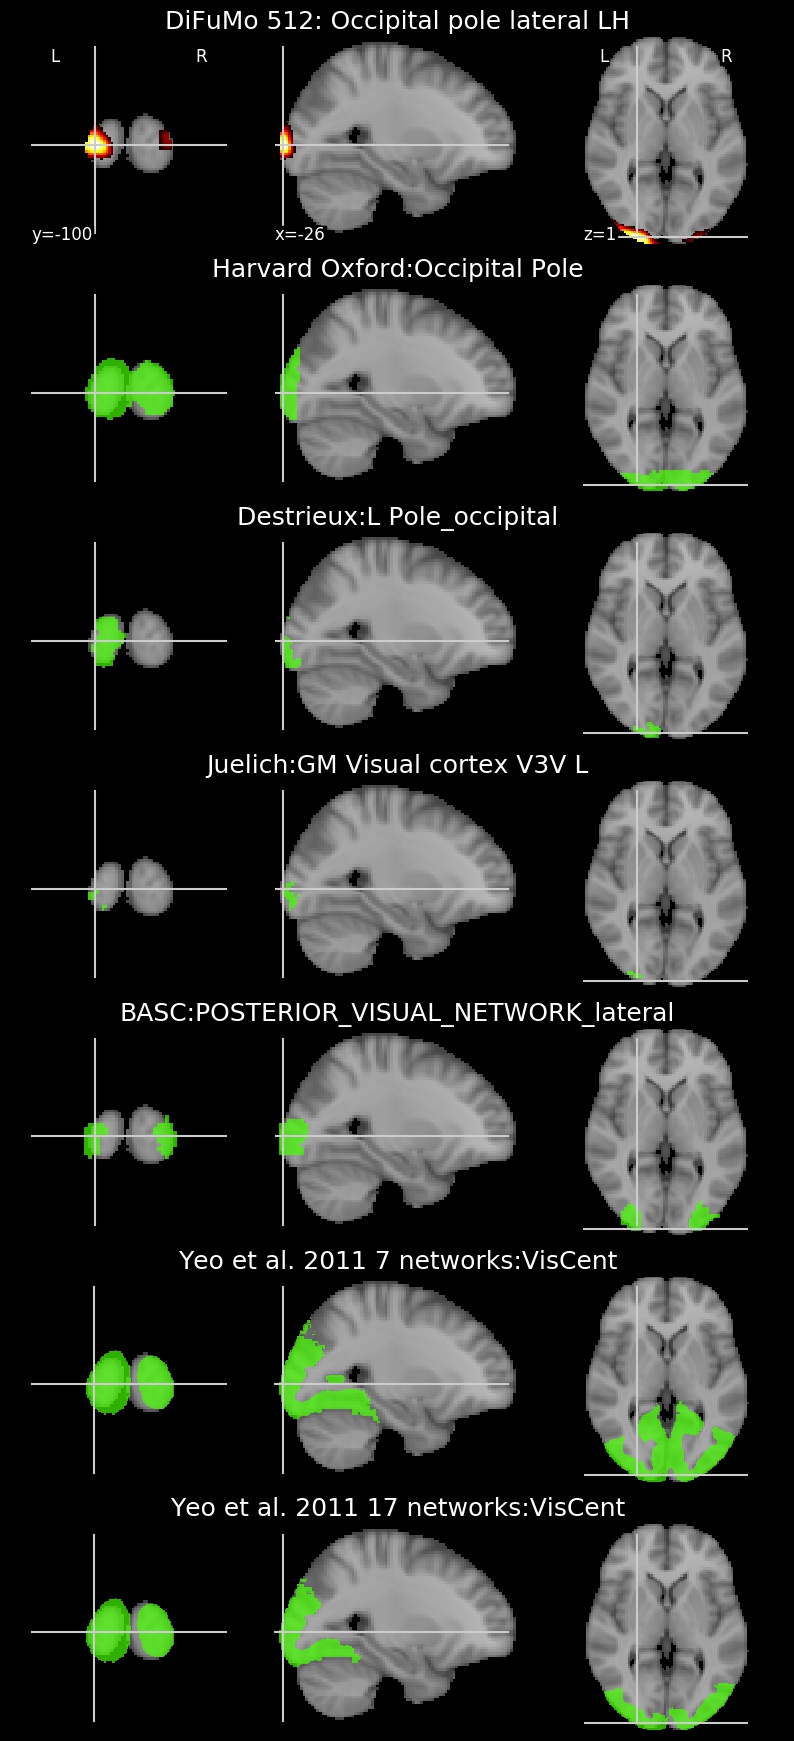 DiFuMo 512: Occipital pole lateral LH
L R L R
y=-100 x=-26 z=1
Harvard Oxford:Occipital Pole
Destrieux:L Pole_occipital
Juelich:GM Visual cortex V3V L
BASC:POSTERIOR_VISUAL_NETWORK_lateral
Yeo et al. 2011 7 networks:VisCent
Yeo et al. 2011 17 networks:VisCent